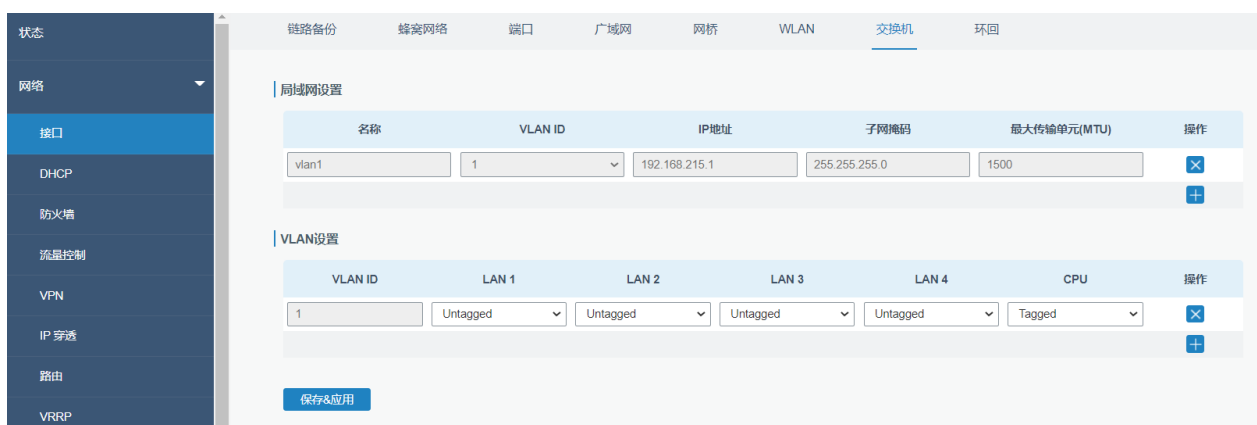 状态
网络
接口
DHCP
防火墙
流量控制
VPN
IP 穿透
路由
VRRP
链路备份 蜂窝网络 端口 广域网 网桥 WLAN 交换机 环回
局域网设置
名称 VLAN ID IP地址 子网掩码 最大传输单元(MTU) 操作
vlan1 1 192.168.215.1 255.255.255.0 1500
VLAN设置
VLAN ID LAN 1 LAN 2 LAN 3 LAN 4 CPU 操作
1 Untagged Untagged Untagged Untagged Tagged
保存&应用